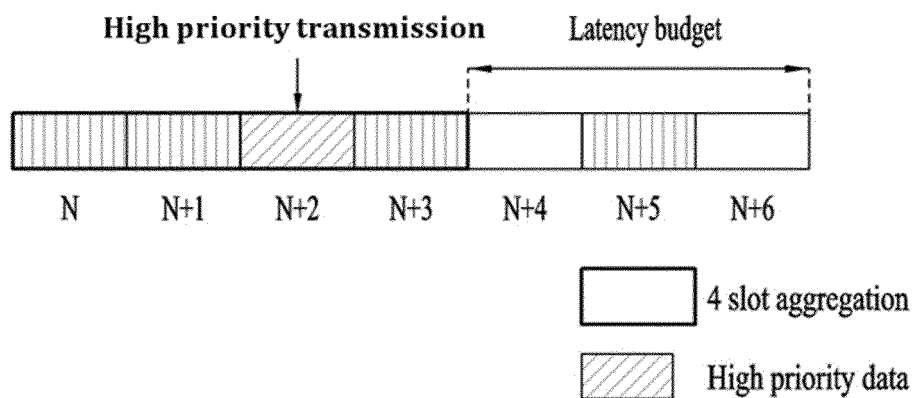 High priority transmission
Latency budget
N N+1 N+2 N+3 N+4 N+5 N+6
4 slot aggregation
High priority data